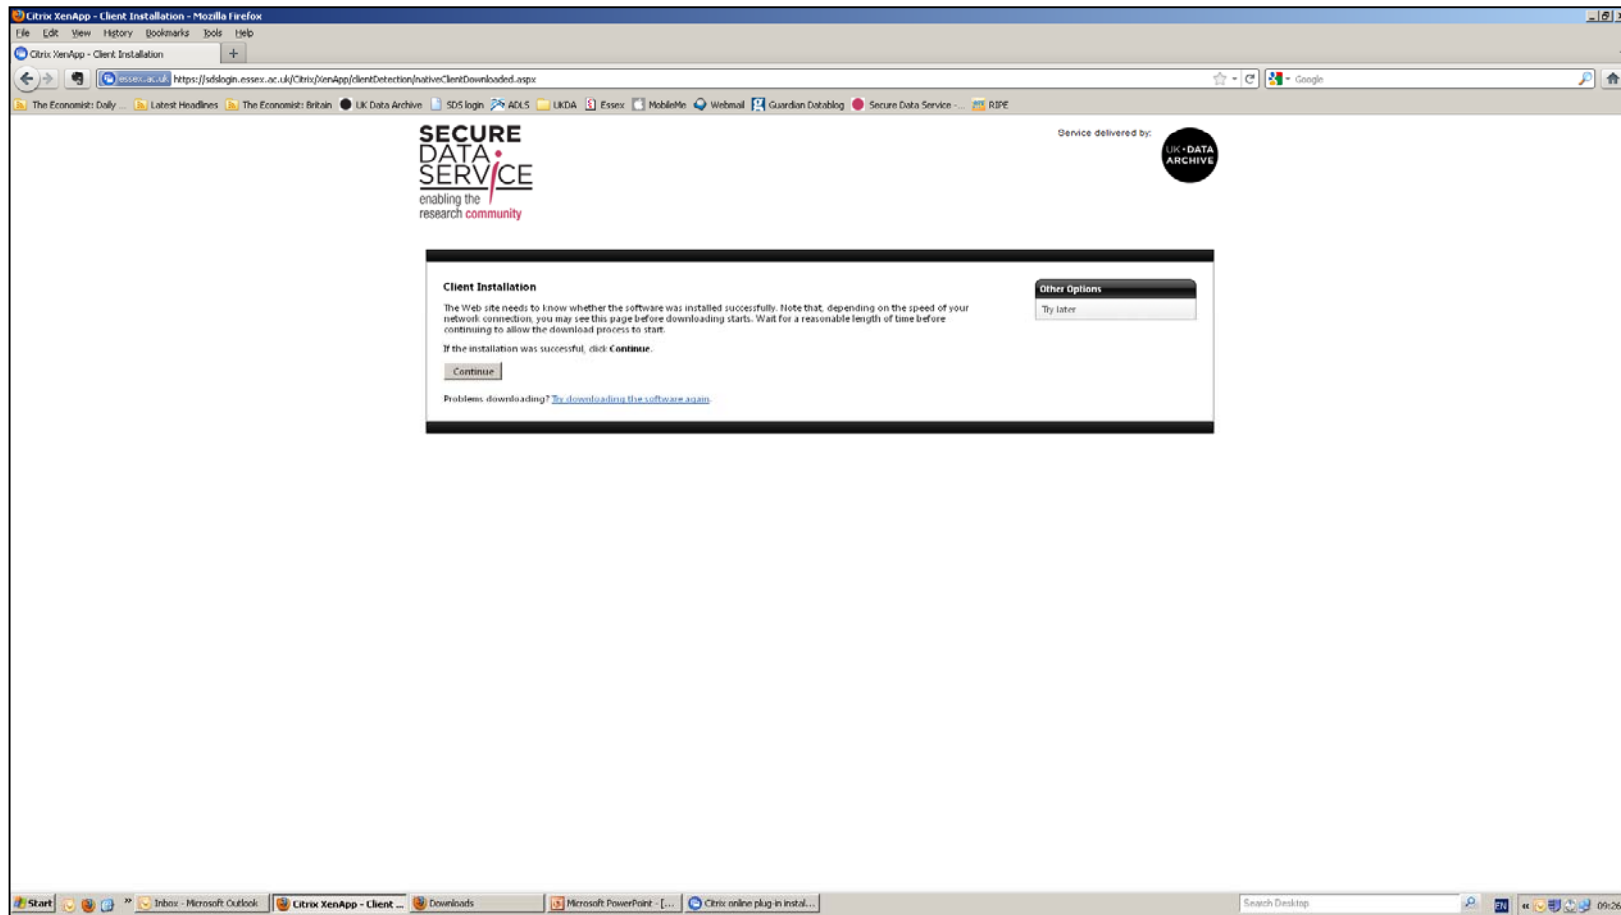 Citrix XenApp - Client Installation - Mozilla Firefox
File Edit View History Bookmarks Tools Help
Citrix XenApp - Client Installation
essex.ac.uk https://sdslogin.essex.ac.uk/Citrix/XenApp/clientDetection/nativeClientDownloaded.aspx Google
The Economist: Daily ... Latest Headlines The Economist: Britain UK Data Archive SDS login ADLS UKDA Essex MobileMe Webmail Guardian Datablog Secure Data Service -... RIPE
SECURE
DATA
SERVICE
enabling the
research community
Service delivered by:
UK·DATA
ARCHIVE
Client Installation
The Web site needs to know whether the software was installed successfully. Note that, depending on the speed of your
network connection, you may see this page before downloading starts. Wait for a reasonable length of time before
continuing to allow the download process to start.
If the installation was successful, click Continue.
Continue
Problems downloading? Try downloading the software again.
Other Options
Try later
Start Inbox - Microsoft Outlook Citrix XenApp - Client ... Downloads Microsoft PowerPoint - [... Citrix online plug-in instal... Search Desktop EN 09:26